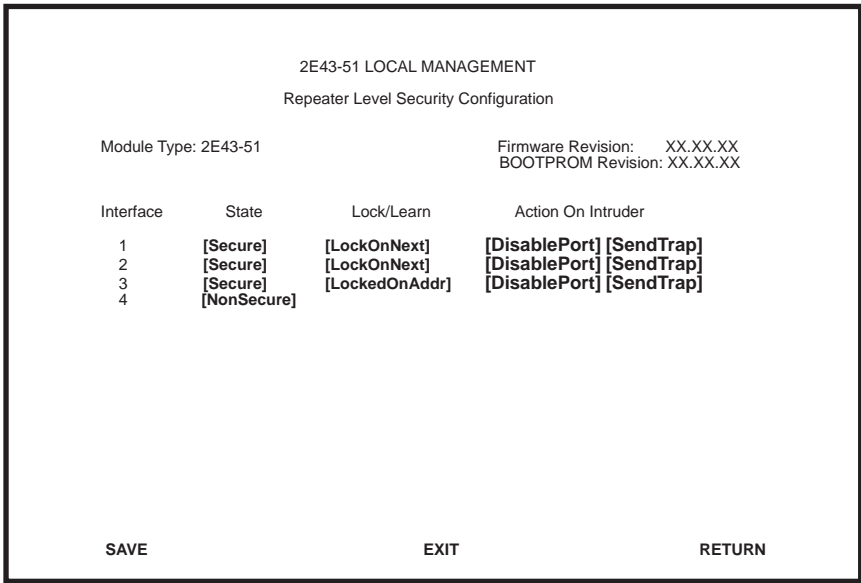 2E43-51 LOCAL MANAGEMENT
Repeater Level Security Configuration
Module Type: 2E43-51 Firmware Revision: XX.XX.XX
BOOTPROM Revision: XX.XX.XX
Interface State Lock/Learn Action On Intruder
1 [Secure] [LockOnNext] [DisablePort] [SendTrap]
2 [Secure] [LockOnNext] [DisablePort] [SendTrap]
3 [Secure] [LockedOnAddr] [DisablePort] [SendTrap]
4 [NonSecure]
SAVE EXIT RETURN